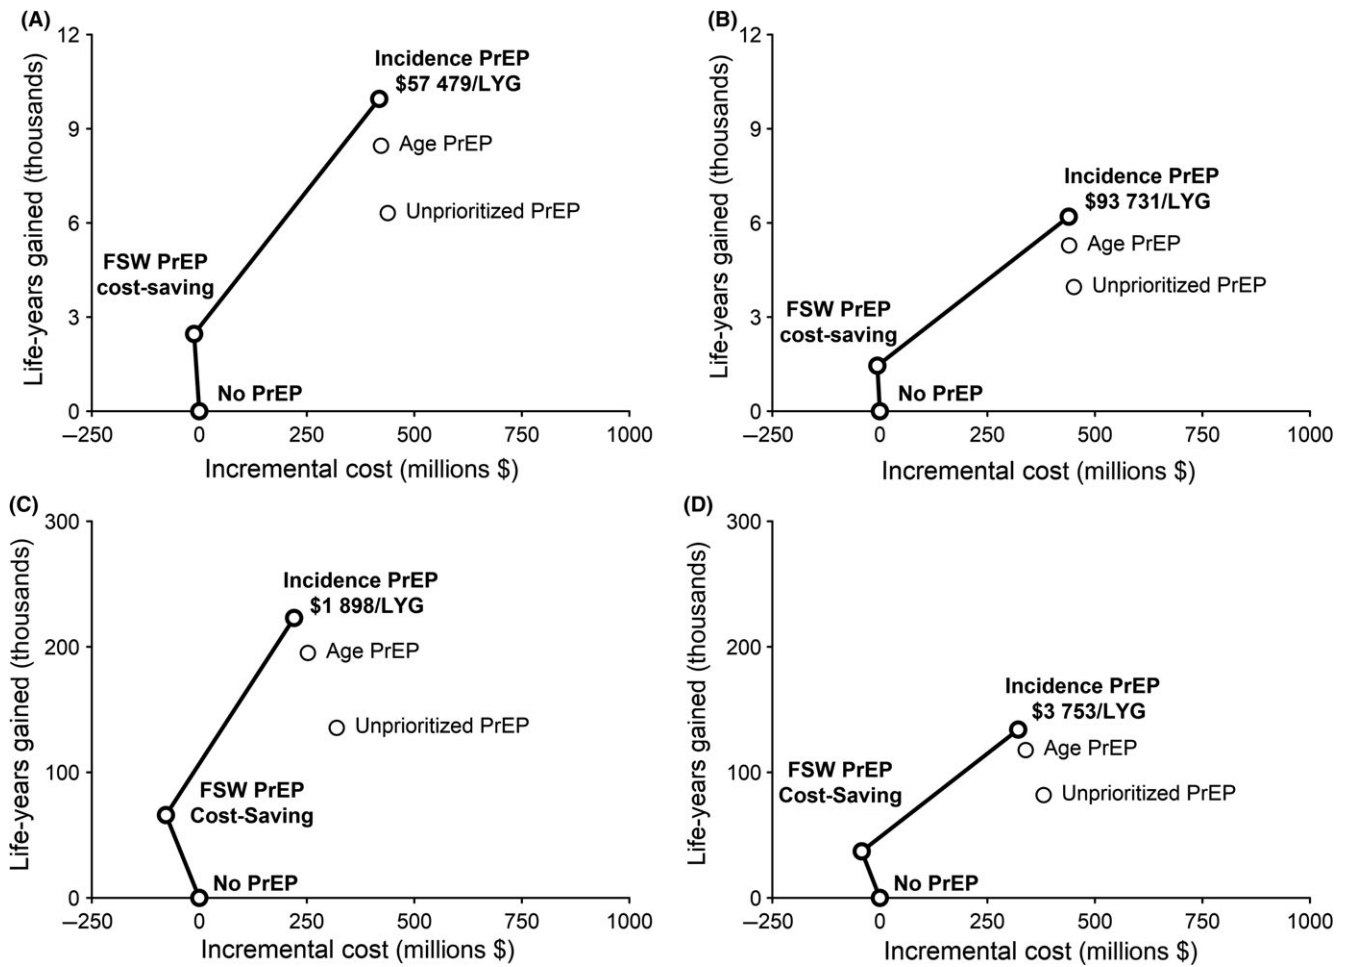 (A)
12
9
6
3
0
Life-years gained (thousands)
Incidence PrEP
$57 479/LYG
Age PrEP
Unprioritized PrEP
FSW PrEP
cost-saving
No PrEP
–250 0 250 500 750 1000
Incremental cost (millions $)
(B)
12
9
6
3
0
Life-years gained (thousands)
Incidence PrEP
$93 731/LYG
Age PrEP
Unprioritized PrEP
FSW PrEP
cost-saving
No PrEP
–250 0 250 500 750 1000
Incremental cost (millions $)
(C)
300
200
100
0
Life-years gained (thousands)
Incidence PrEP
$1 898/LYG
Age PrEP
Unprioritized PrEP
FSW PrEP
Cost-Saving
No PrEP
–250 0 250 500 750 1000
Incremental cost (millions $)
(D)
300
200
100
0
Life-years gained (thousands)
Incidence PrEP
$3 753/LYG
Age PrEP
FSW PrEP
Cost-Saving
Unprioritized PrEP
No PrEP
–250 0 250 500 750 1000
Incremental cost (millions $)